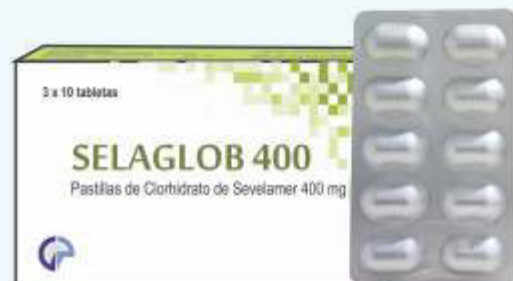 3 x 10 tabletas
SELAGLOB 400
Pastillas de Clorhidrato de Sevelamer 400 mg